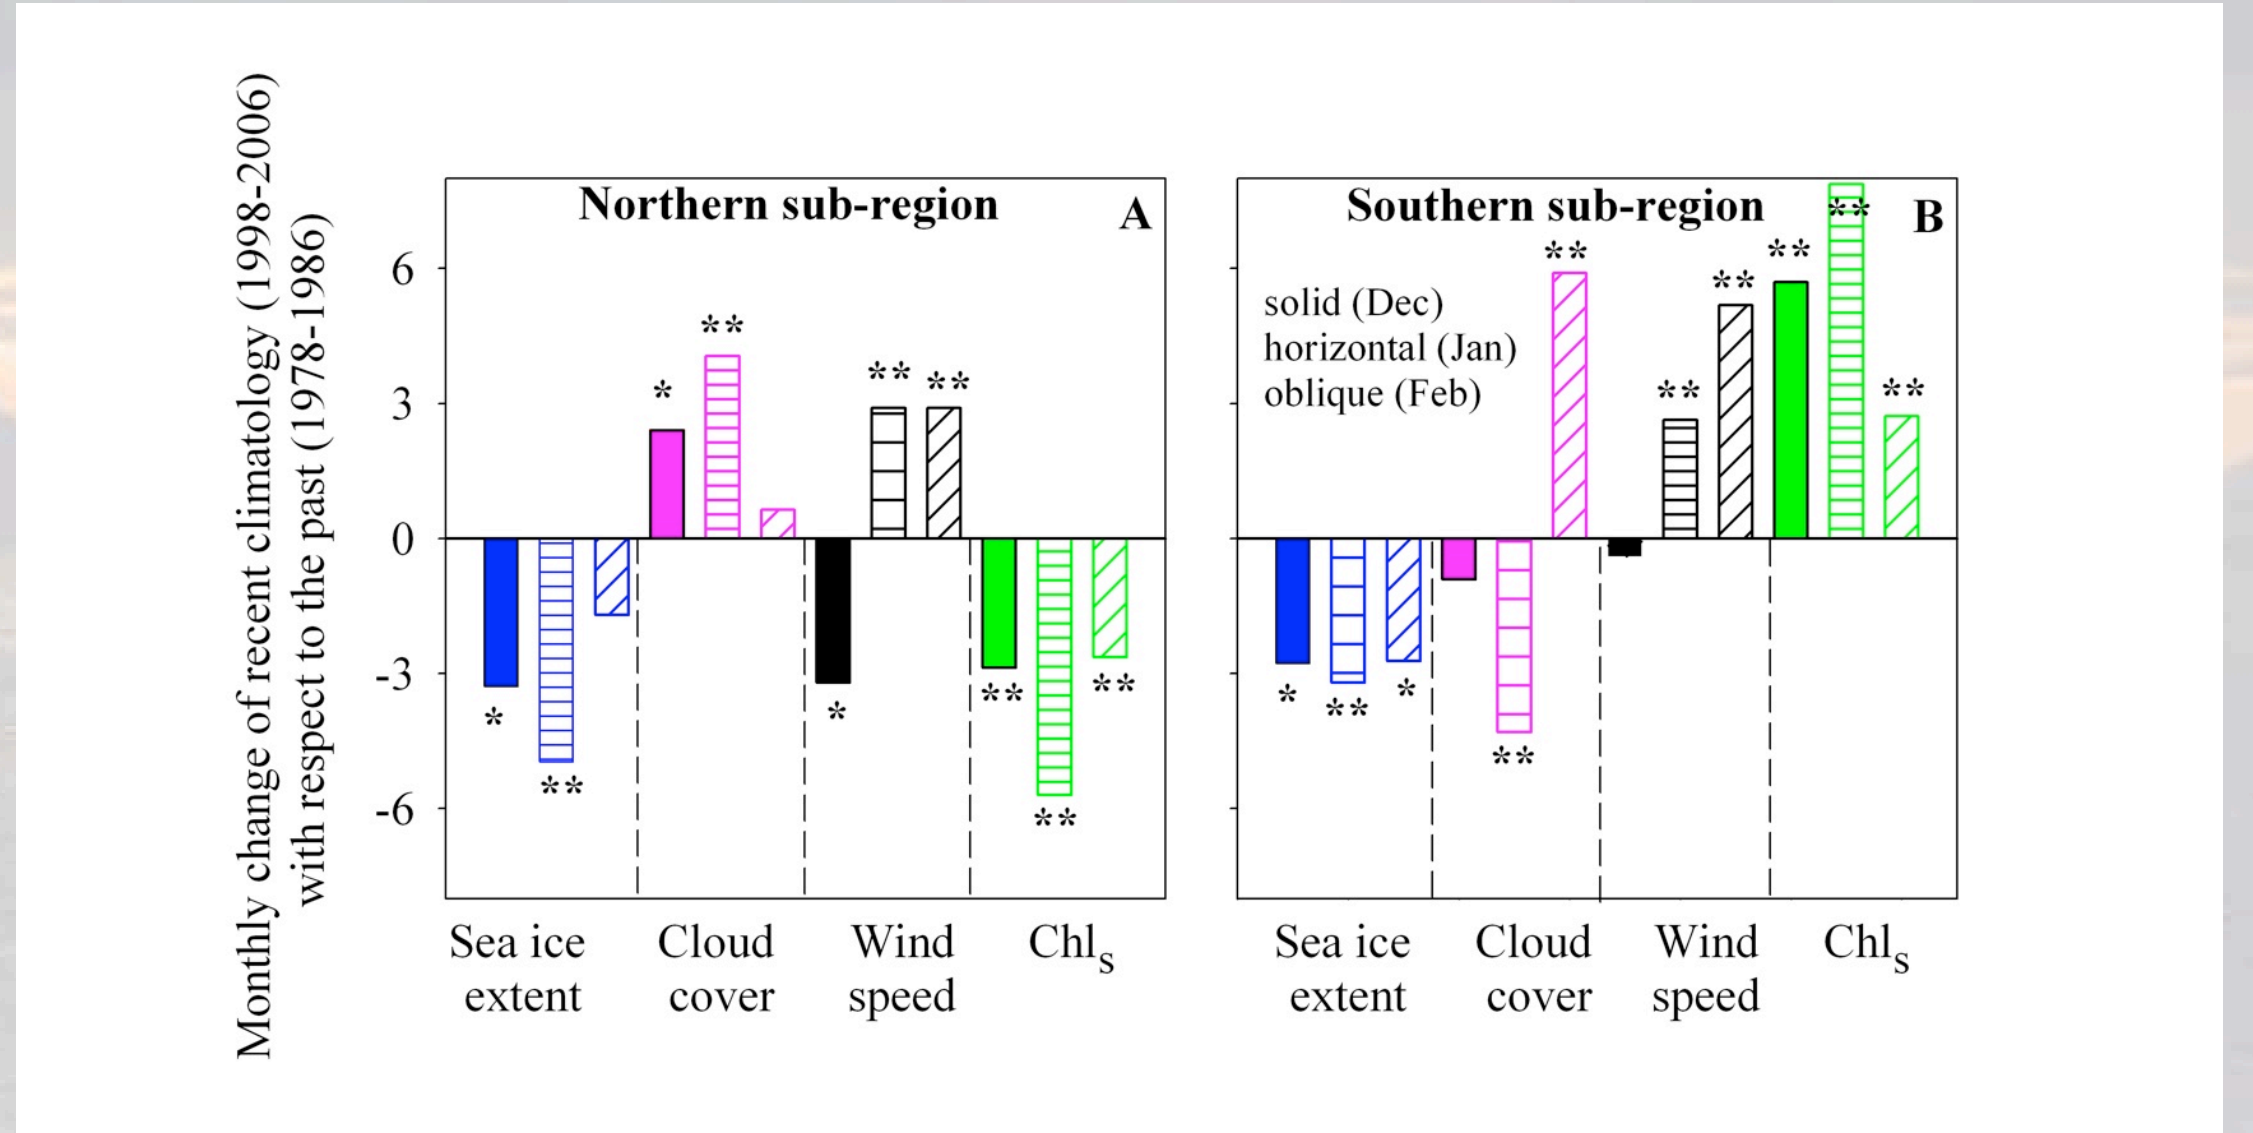 Monthly change of recent climatology (1998-2006)
with respect to the past (1978-1986)
Northern sub-region
A
6
3
0
-3
-6
*
**
*
**
*
**
**
**
**
**
Sea ice
extent
Cloud
cover
Wind
speed
Chls
Southern sub-region
B
solid (Dec)
horizontal (Jan)
oblique (Feb)
*
**
*
**
**
**
**
**
**
**
Sea ice
extent
Cloud
cover
Wind
speed
Chls